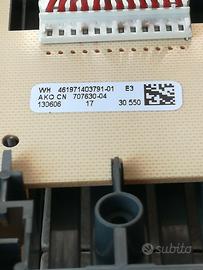 WH 461971403791-01 E3
AKO CN 707630-04
130606 17 30 550
subito